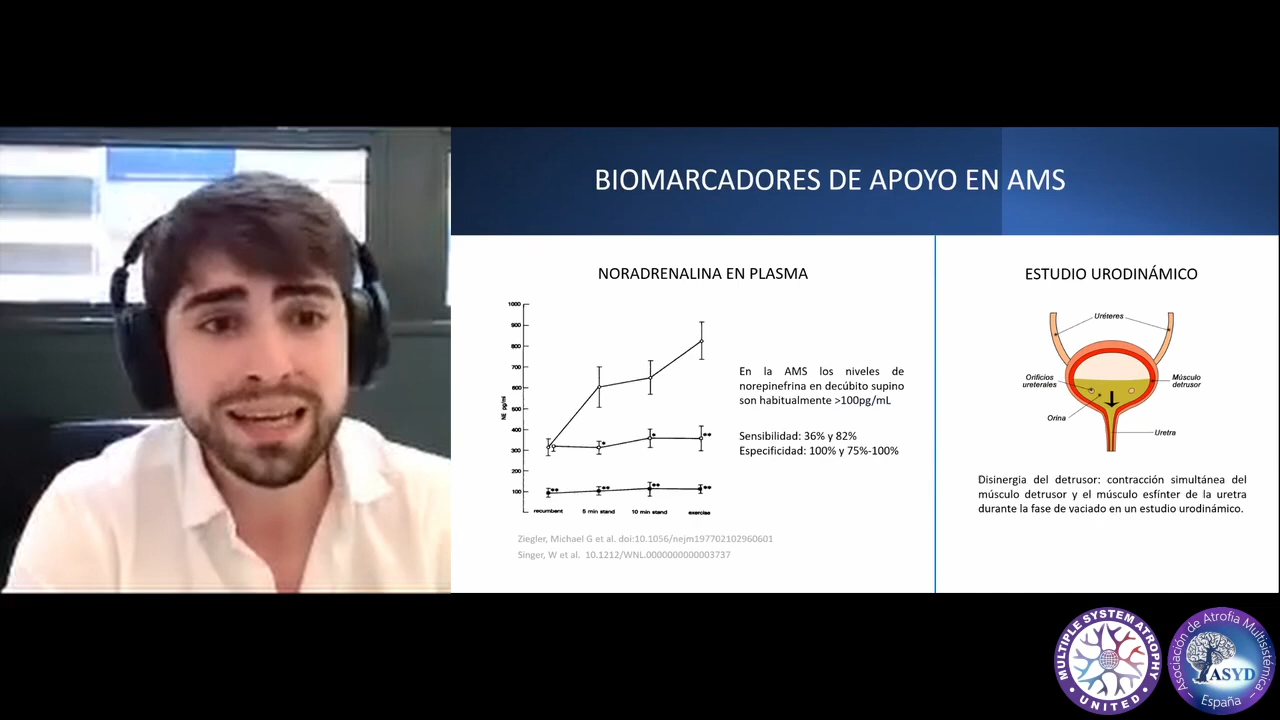 BIOMARCADORES DE APOYO EN AMS
NORADRENALINA EN PLASMA
1000
900
800
700
600
500
400
300
200
100
NE pg/ml
recumbent
5 min stand
10 min stand
exercise
En la AMS los niveles de
norepinefrina en decúbito supino
son habitualmente >100pg/mL
Sensibilidad: 36% y 82%
Especificidad: 100% y 75%-100%
Ziegler, Michael G et al. doi:10.1056/nejm197702102960601
Singer, W et al. 10.1212/WNL.0000000000003737
ESTUDIO URODINÁMICO
Uréteres
Orificios
ureterales
Músculo
detrusor
Orina
Uretra
Disinergia del detrusor: contracción simultánea del
músculo detrusor y el músculo esfínter de la uretra
durante la fase de vaciado en un estudio urodinámico.
MULTIPLE SYSTEM ATROPHY
• UNITED •
Asociación de Atrofia Multisistémica
ASYD
– España –